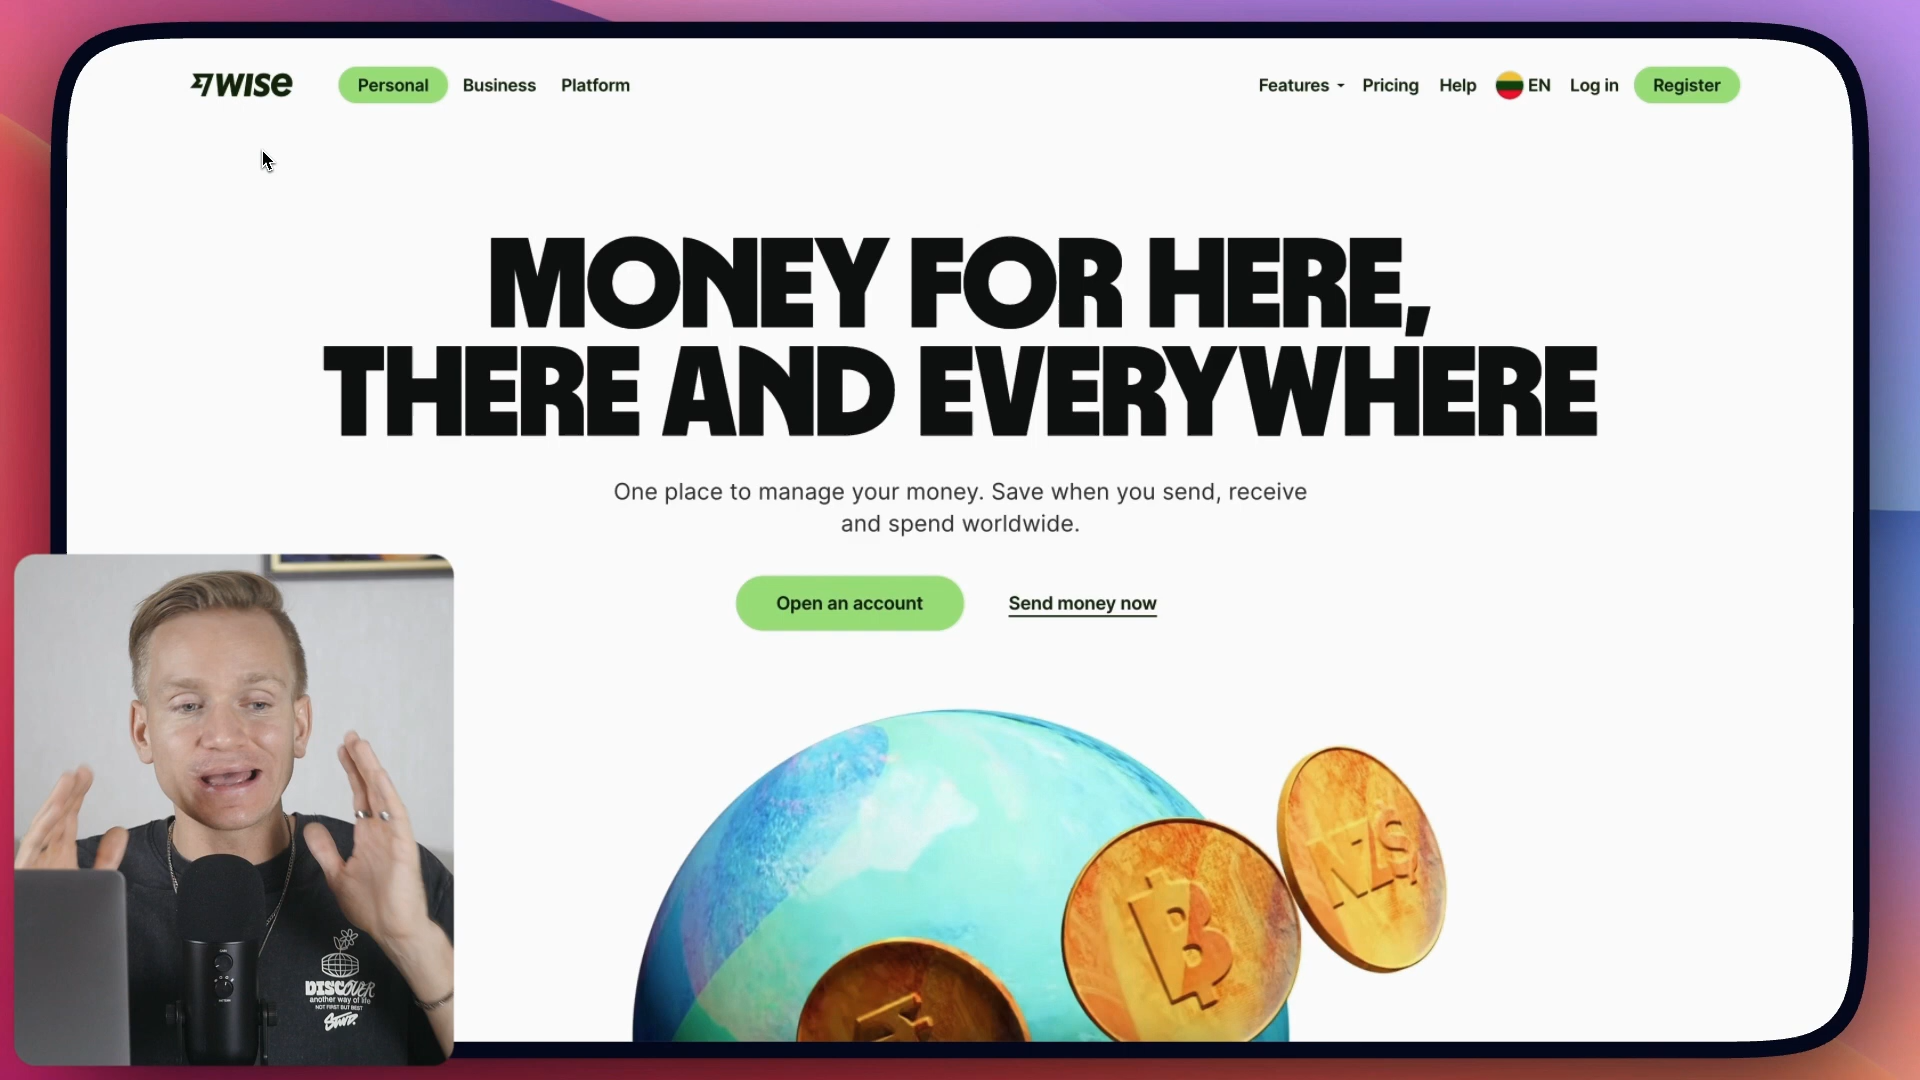 WISE
Personal
Business
Platform
Features
Pricing
Help
EN
Log in
Register
MONEY FOR HERE,
THERE AND EVERYWHERE
One place to manage your money. Save when you send, receive
and spend worldwide.
Open an account
Send money now
NZ$
DISCOVER
another way of life
NOT FIRST BUT BEST